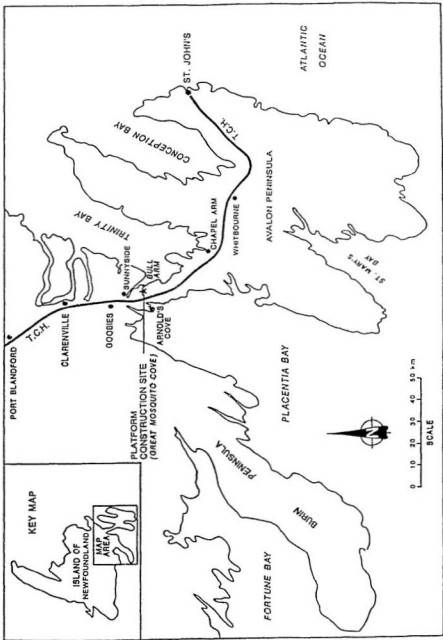 KEY MAP
ISLAND OF
NEWFOUNDLAND
MAP
AREA
PORT BLANDFORD
T.C.H.
CLARENVILLE
GOOBIES
SUNNYSIDE
BULL
ARM
ARNOLD'S
COVE
PLATFORM
CONSTRUCTION SITE
(GREAT MOSQUITO COVE)
TRINITY BAY
CONCEPTION BAY
ST. JOHN'S
T.C.H.
CHAPEL ARM
WHITBOURNE
AVALON PENINSULA
ATLANTIC
OCEAN
ST. MARY'S
BAY
PLACENTIA BAY
BURIN
PENINSULA
FORTUNE BAY
N
0 10 20 30 40 50 km
SCALE